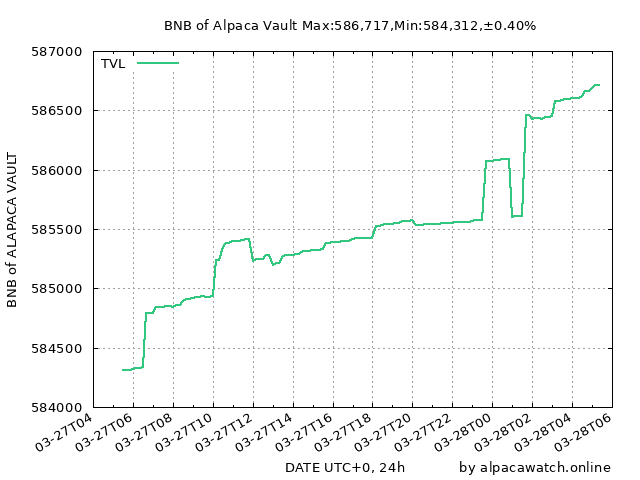 BNB of Alpaca Vault Max:586,717,Min:584,312,±0.40%
TVL
587000
586500
586000
585500
585000
584500
584000
BNB of ALAPACA VAULT
03-27T04
03-27T06
03-27T08
03-27T10
03-27T12
03-27T14
03-27T16
03-27T18
03-27T20
03-27T22
03-28T00
03-28T02
03-28T04
03-28T06
DATE UTC+0, 24h
by alpacawatch.online